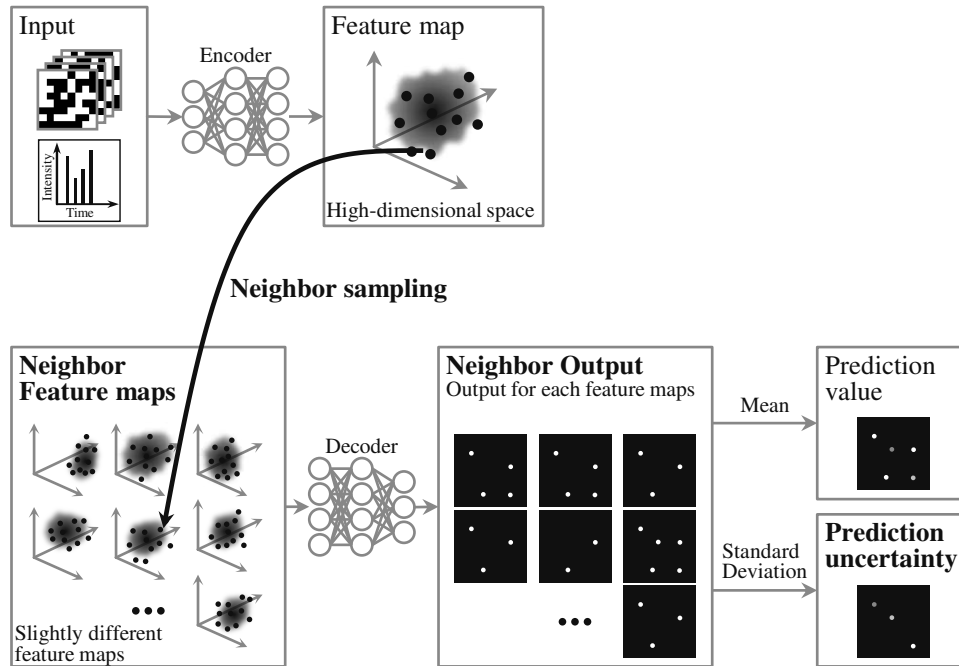 Input
Intensity
Time
Encoder
Feature map
High-dimensional space
Neighbor sampling
Neighbor
Feature maps
Slightly different
feature maps
Decoder
Neighbor Output
Output for each feature maps
Mean
Prediction
value
Standard
Deviation
Prediction
uncertainty